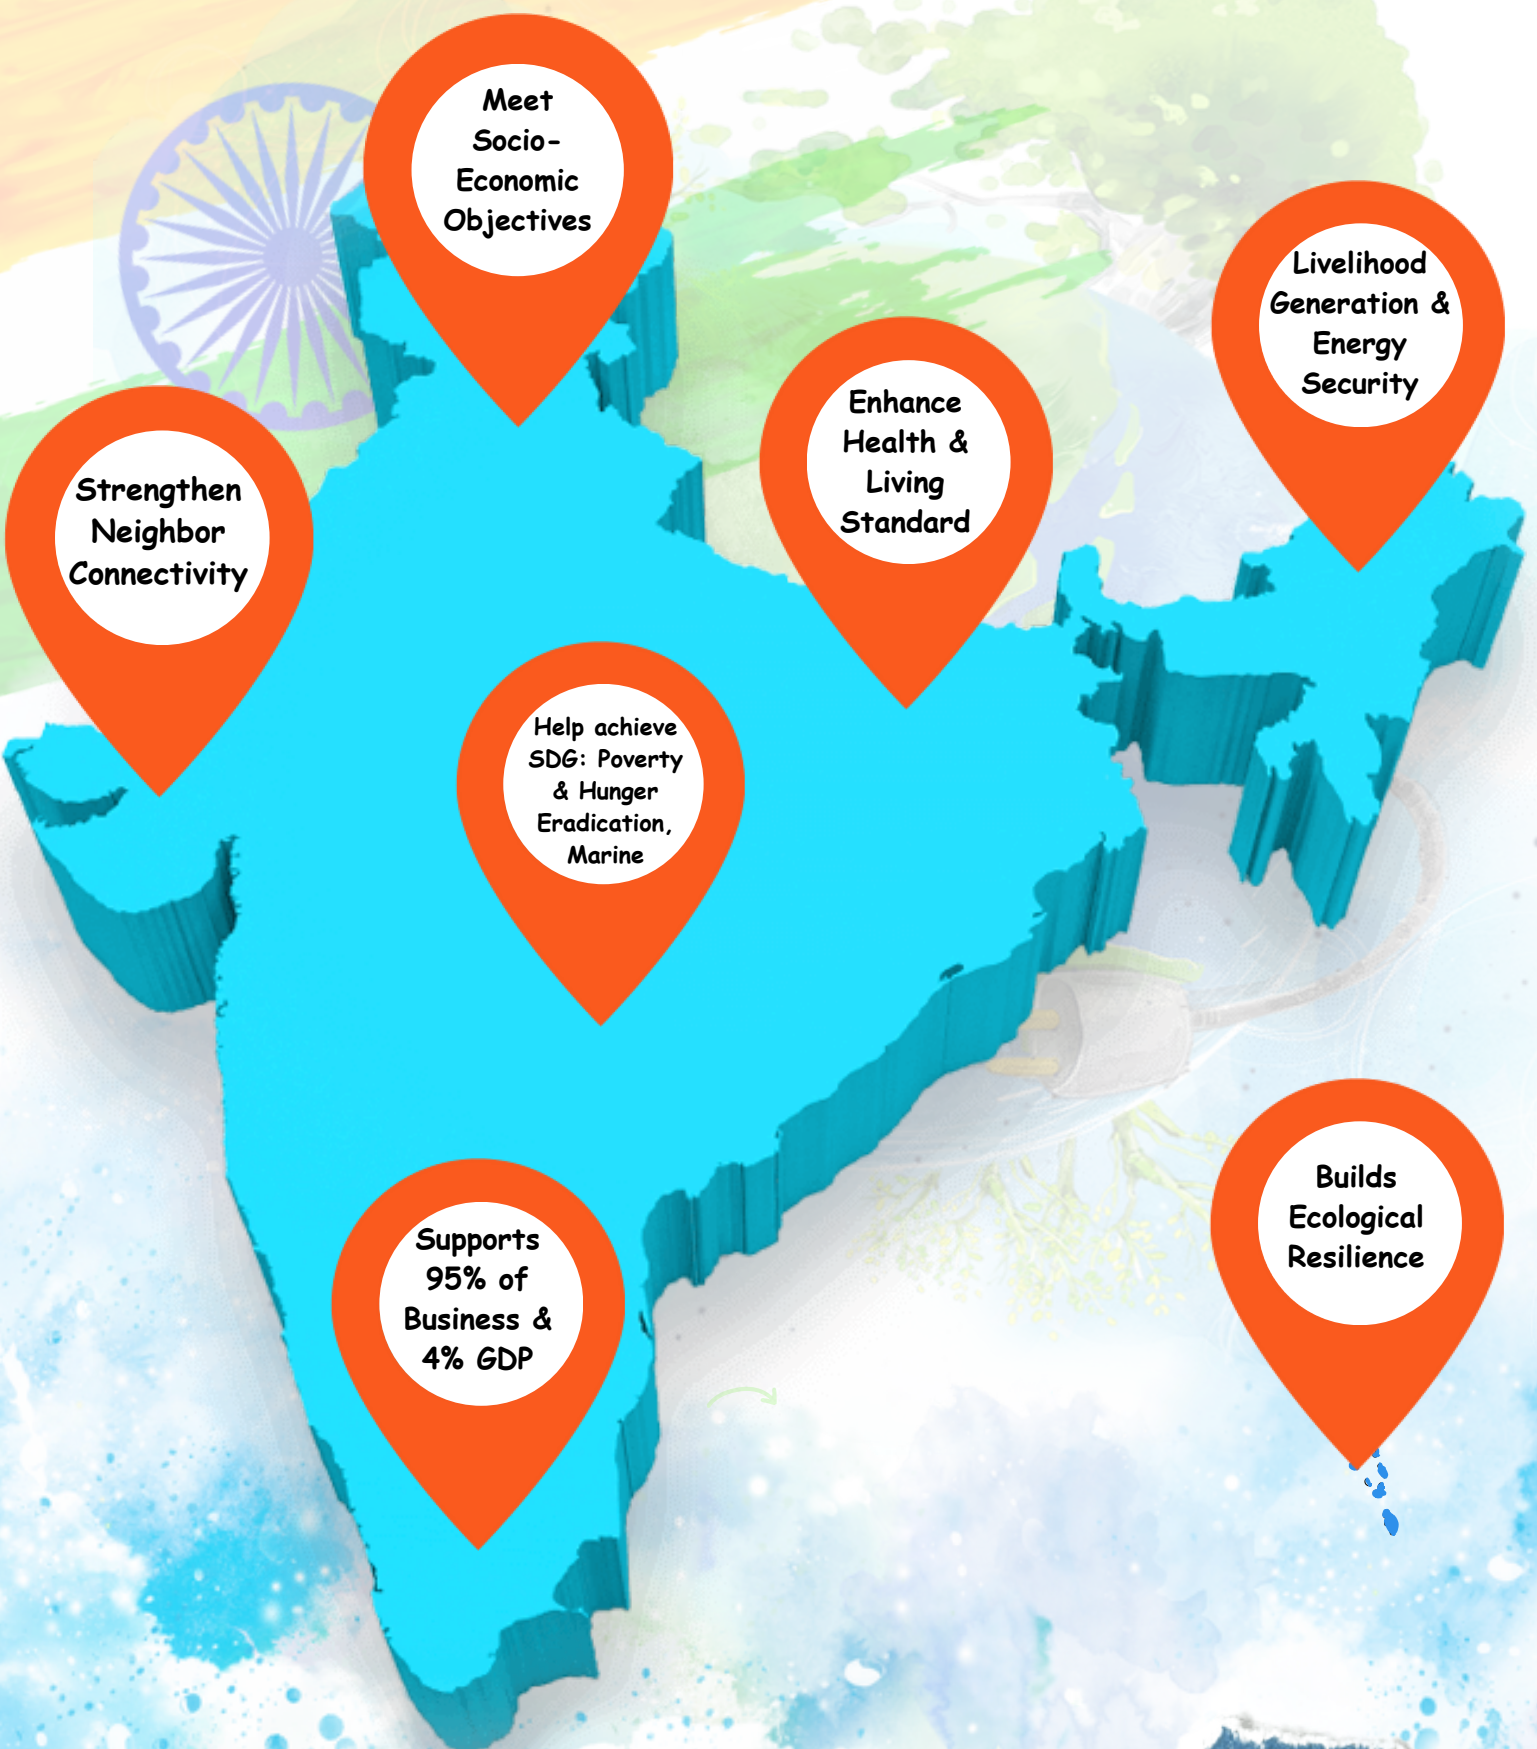 Meet
Socio-
Economic
Objectives
Livelihood
Generation &
Energy
Security
Enhance
Health &
Living
Standard
Strengthen
Neighbor
Connectivity
Help achieve
SDG: Poverty
& Hunger
Eradication,
Marine
Supports
95% of
Business &
4% GDP
Builds
Ecological
Resilience